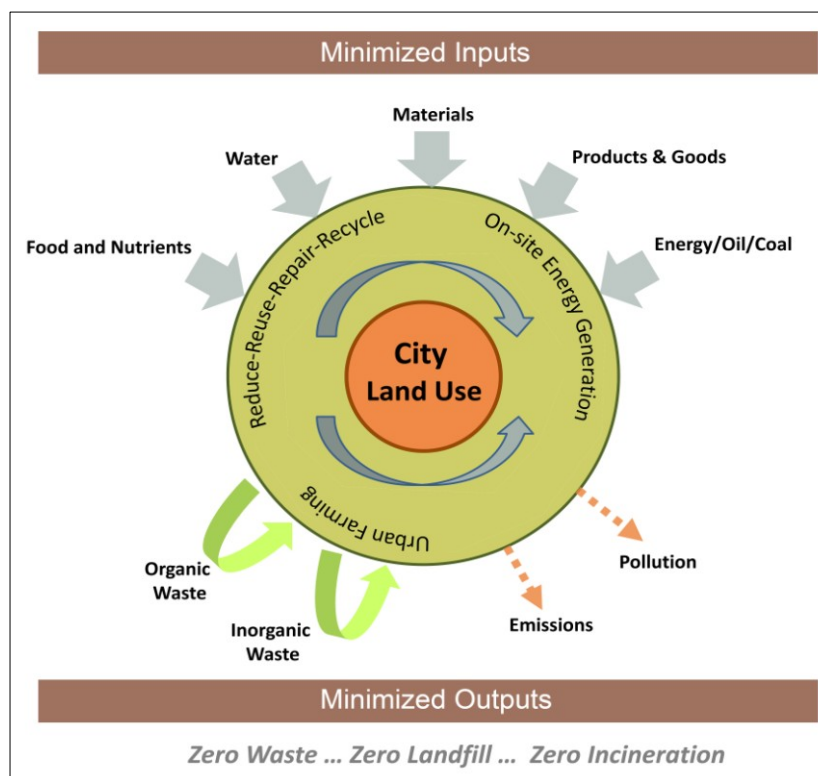 Minimized Inputs
Materials
Water
Products & Goods
Food and Nutrients
Energy/Oil/Coal
Reduce-Reuse-Repair-Recycle
On-site Energy Generation
City
Land Use
Urban Farming
Organic
Waste
Inorganic
Waste
Emissions
Pollution
Minimized Outputs
Zero Waste ... Zero Landfill ... Zero Incineration